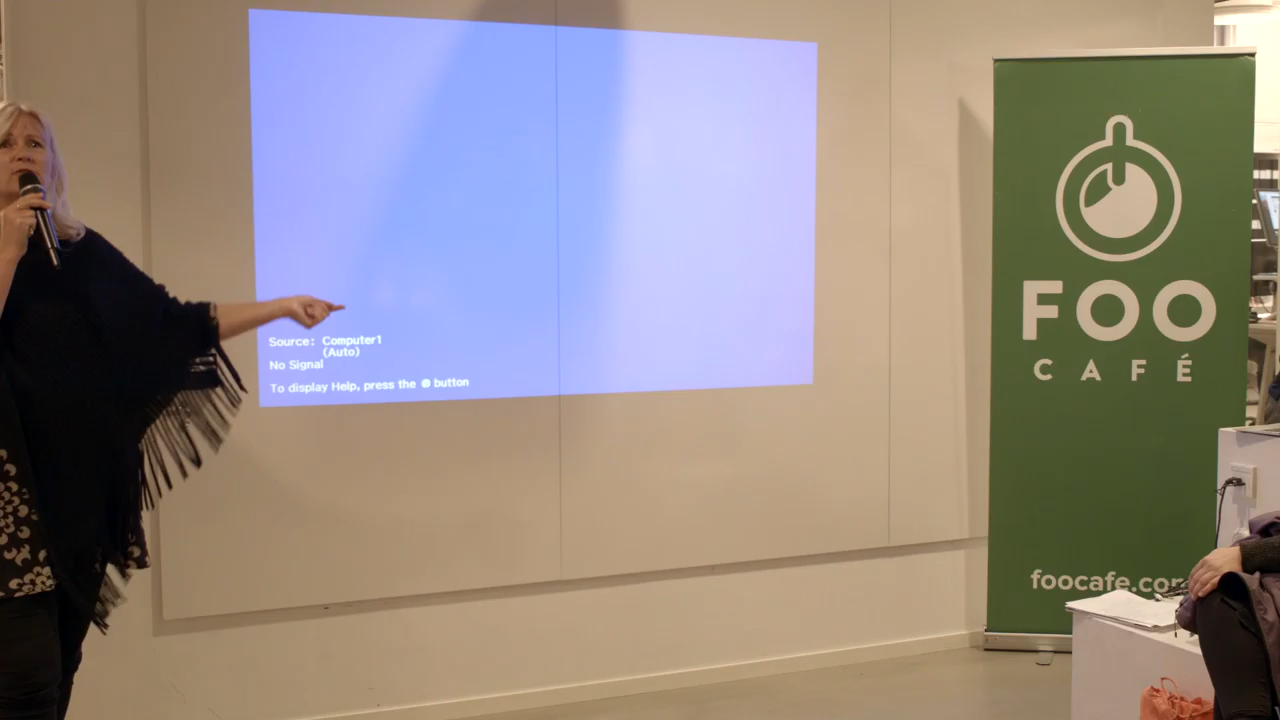 Source: Computer1
(Auto)
No Signal
To display Help, press the button
FOO
CAFÉ
foocafe.com